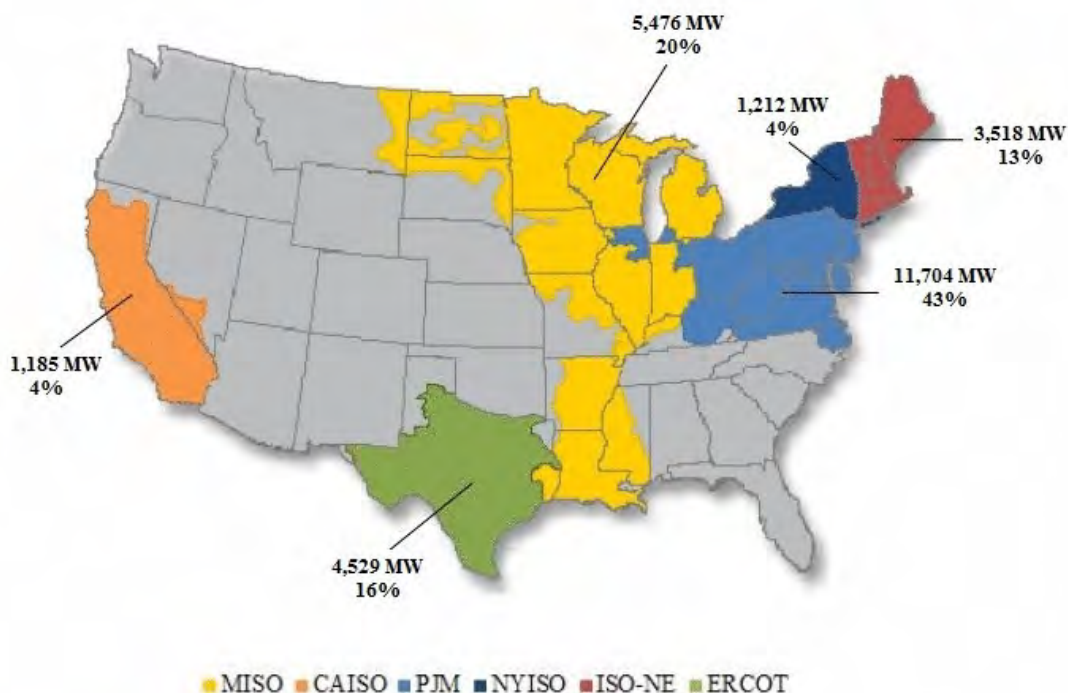 5,476 MW
20%
1,212 MW
4%
3,518 MW
13%
11,704 MW
43%
1,185 MW
4%
4,529 MW
16%
MISO CAISO PJM NYISO ISO-NE ERCOT